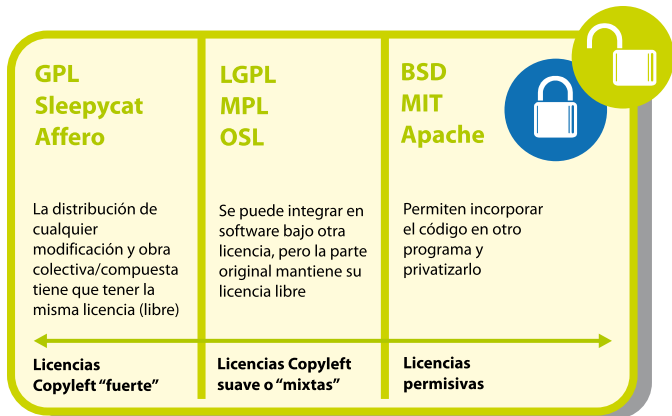 GPL
Sleepycat
Affero
La distribución de
cualquier
modificación y obra
colectiva/compuesta
tiene que tener la
misma licencia (libre)
Licencias
Copyleft “fuerte”
LGPL
MPL
OSL
Se puede integrar en
software bajo otra
licencia, pero la parte
original mantiene su
licencia libre
Licencias Copyleft
suave o “mixtas”
BSD
MIT
Apache
Permiten incorporar
el código en otro
programa y
privatizarlo
Licencias
permisivas